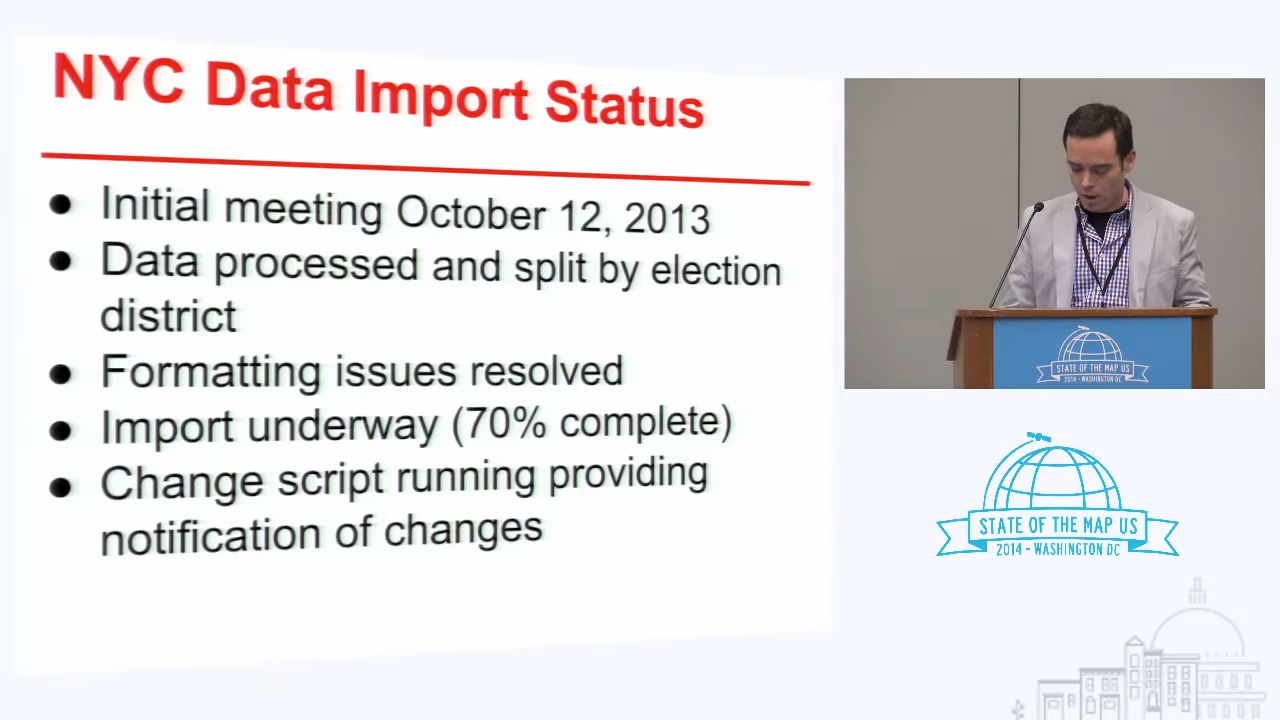 NYC Data Import Status
● Initial meeting October 12, 2013
● Data processed and split by election
district
● Formatting issues resolved
● Import underway (70% complete)
● Change script running providing
notification of changes
STATE OF THE MAP US
2014 - WASHINGTON DC
STATE OF THE MAP US
2014 - WASHINGTON DC